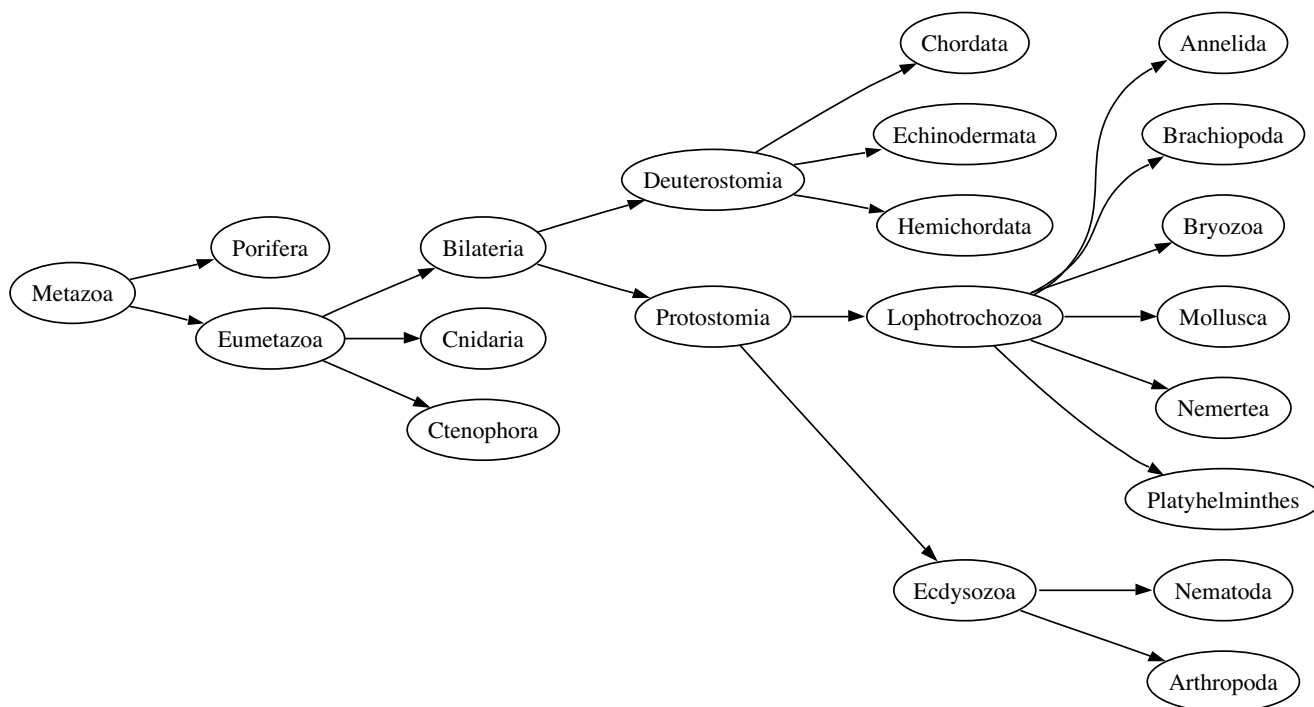 Metazoa
Porifera
Eumetazoa
Bilateria
Cnidaria
Ctenophora
Deuterostomia
Protostomia
Chordata
Echinodermata
Hemichordata
Lophotrochozoa
Ecdysozoa
Annelida
Brachiopoda
Bryozoa
Mollusca
Nemertea
Platyhelminthes
Nematoda
Arthropoda